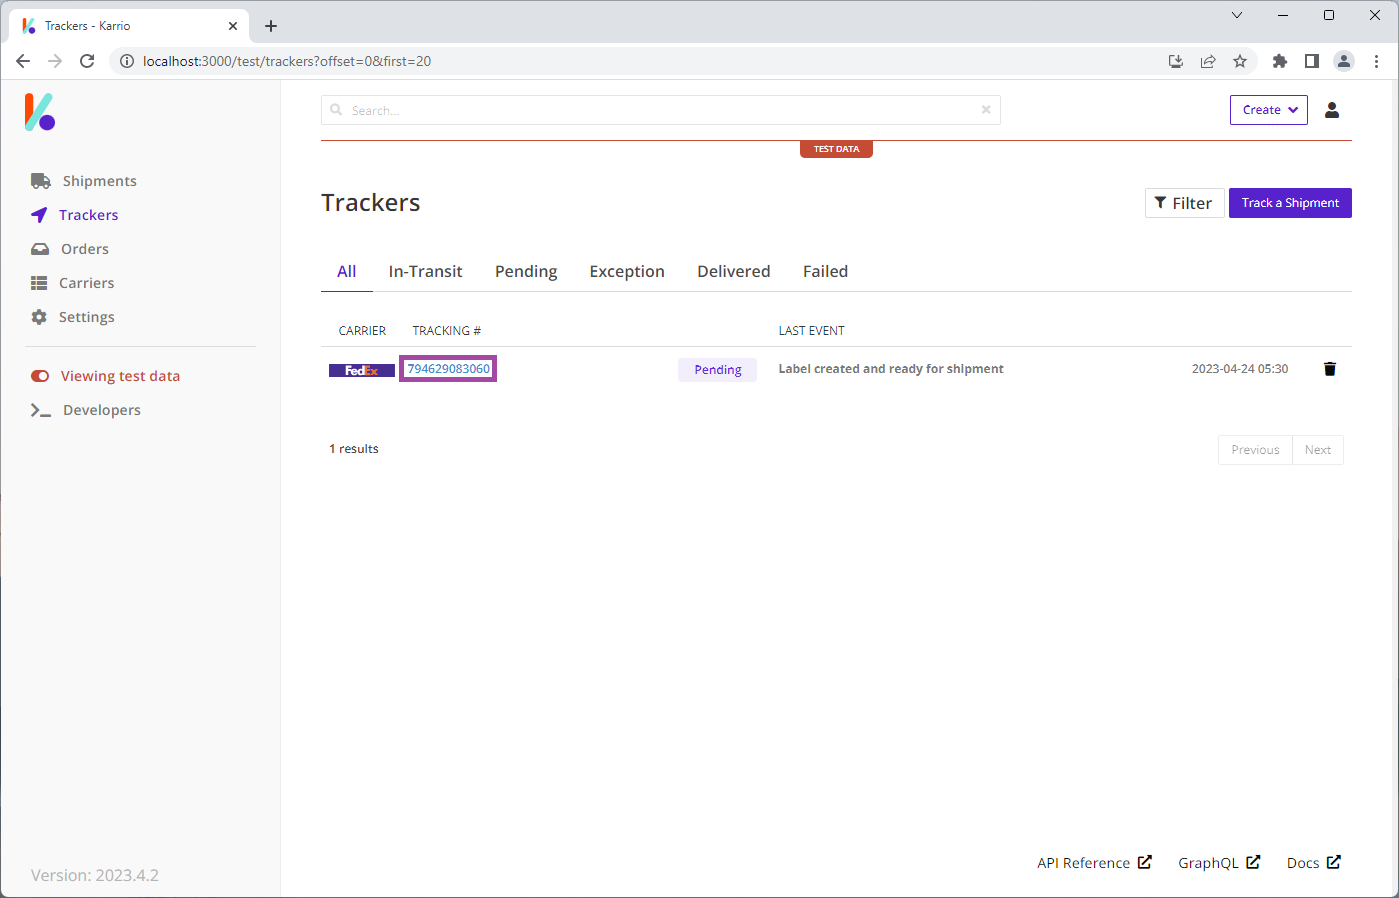 Trackers - Karrio
localhost:3000/test/trackers?offset=0&first=20
Search...
Create
TEST DATA
Shipments
Trackers
Orders
Carriers
Settings
Viewing test data
Developers
Trackers
Filter
Track a Shipment
All In-Transit Pending Exception Delivered Failed
CARRIER TRACKING # LAST EVENT
FedEx 794629083060 Pending Label created and ready for shipment 2023-04-24 05:30
1 results
Previous Next
API Reference GraphQL Docs
Version: 2023.4.2